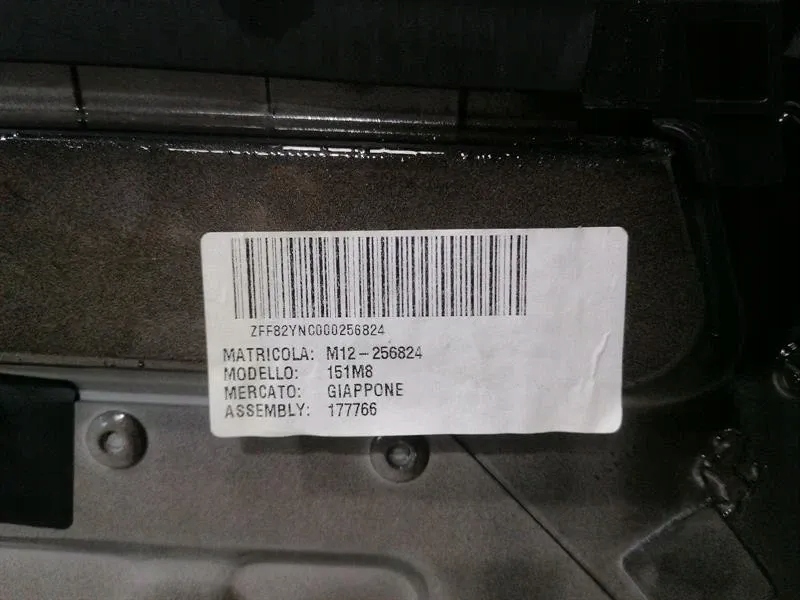 ZFF82YNC000256824
MATRICOLA: M12-256824
MODELLO: 151M8
MERCATO: GIAPPONE
ASSEMBLY: 177766